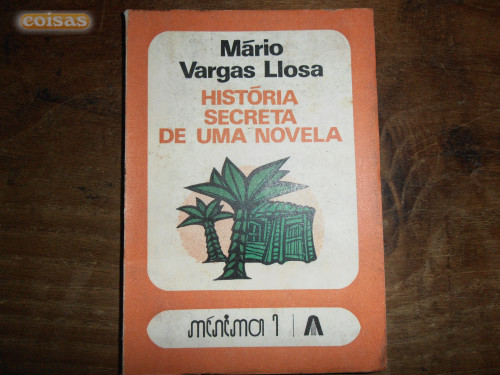 coisas
Mário
Vargas Llosa
HISTÓRIA
SECRETA
DE UMA NOVELA
mínima 1